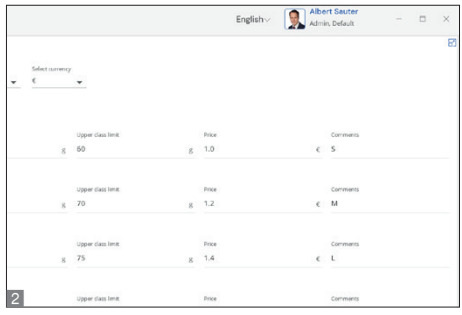 English
Albert Sauter
Admin, Default
Select currency
€
Upper class limit Price Comments
g 60 g 1.0 € S
Upper class limit Price Comments
g 70 g 1.2 € M
Upper class limit Price Comments
g 75 g 1.4 € L
Upper class limit Price Comments
2